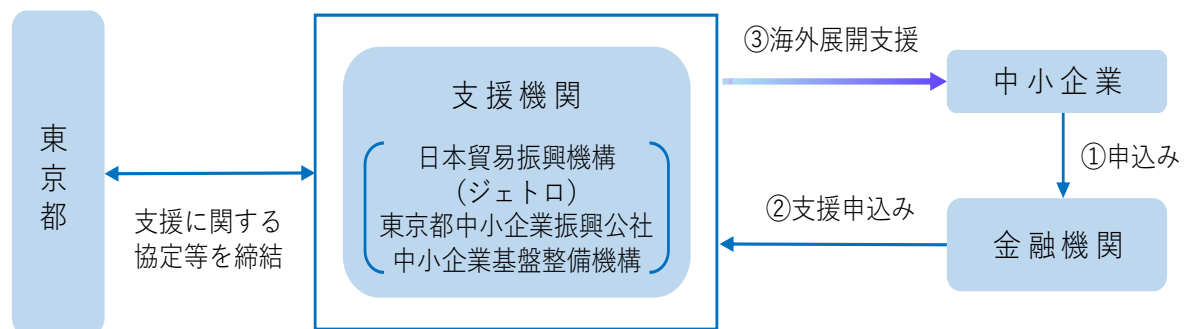 東京都
支援に関する
協定等を締結
支援機関
日本貿易振興機構
（ジェトロ）
東京都中小企業振興公社
中小企業基盤整備機構
③海外展開支援
中小企業
①申込み
②支援申込み
金融機関